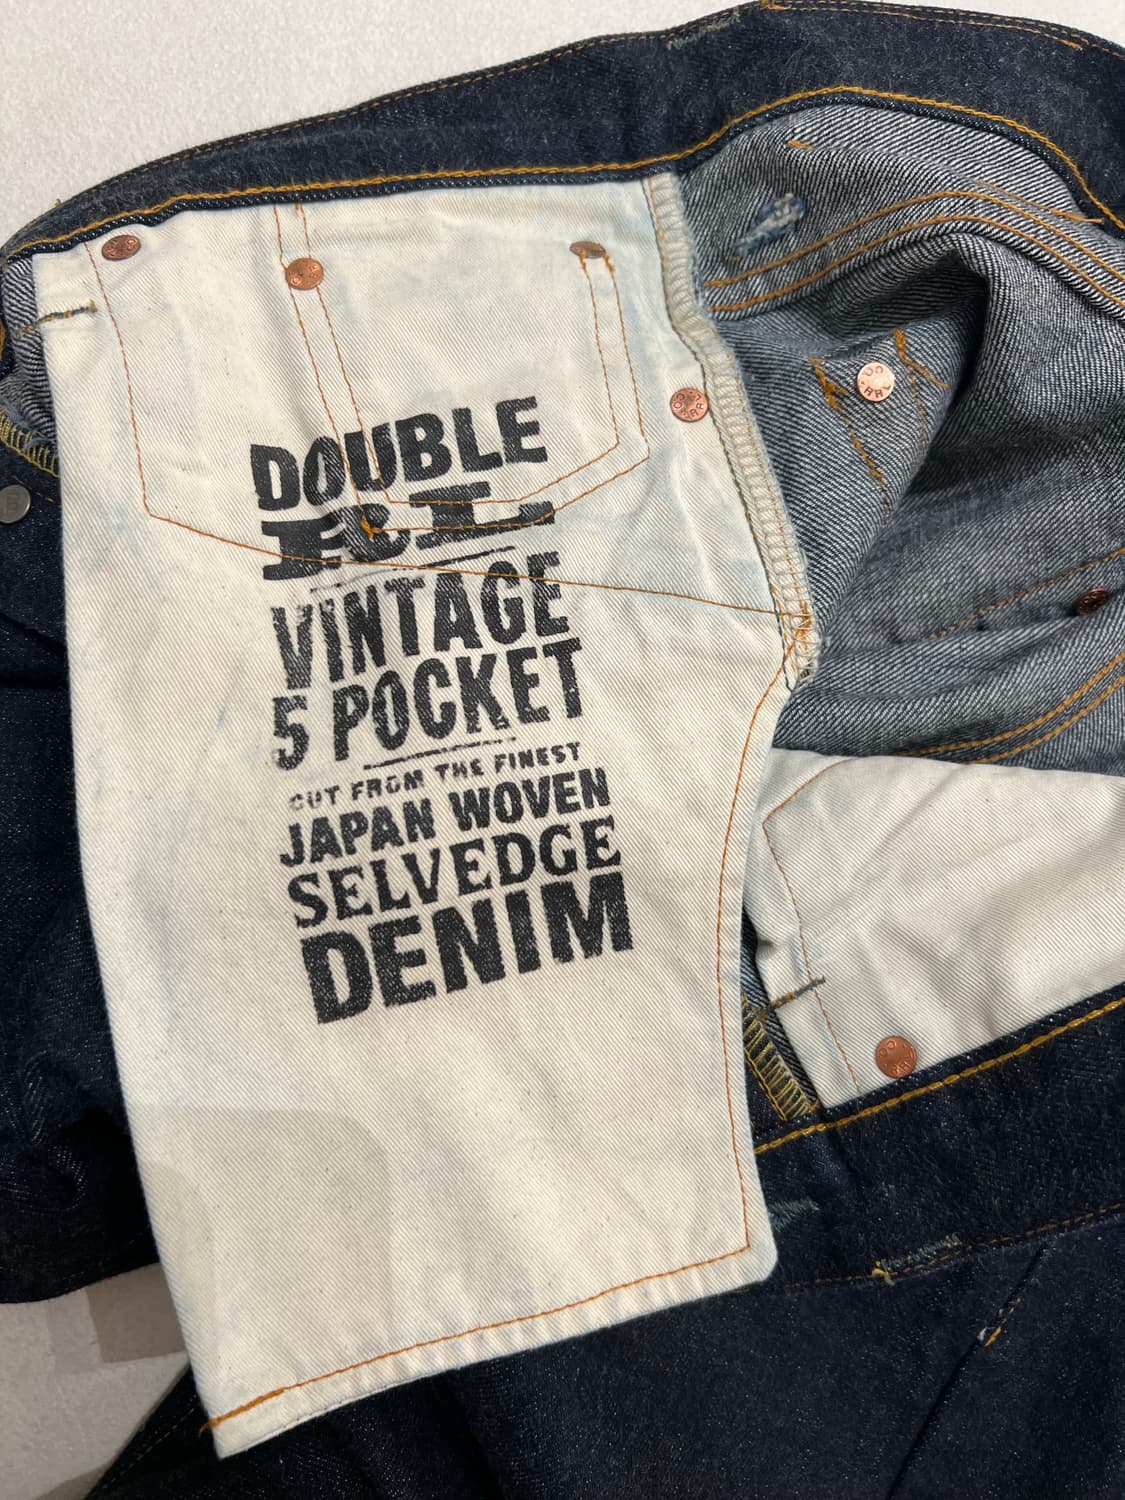 DOUBLE
RL
VINTAGE
5 POCKET
CUT FROM THE FINEST
JAPAN WOVEN
SELVEDGE
DENIM